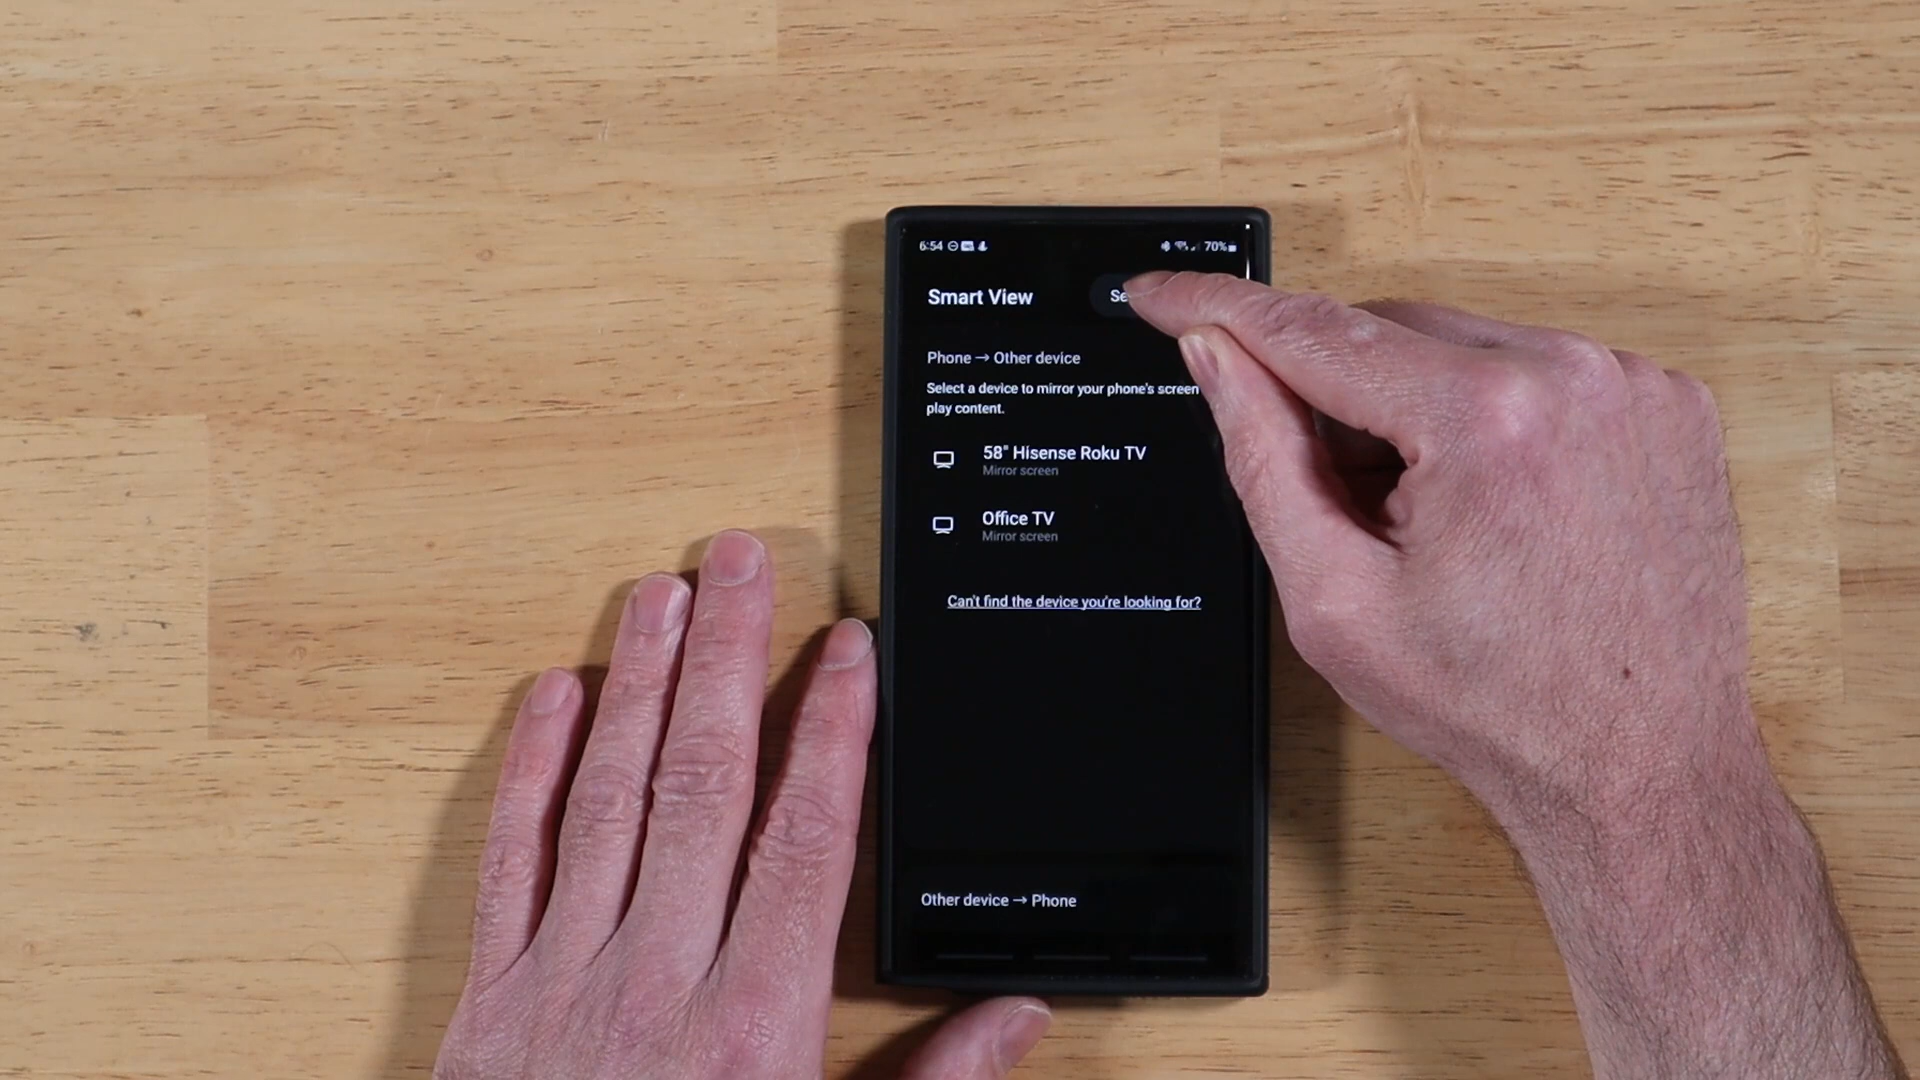 6:54
70%
Smart View
Phone → Other device
Select a device to mirror your phone's screen
play content.
58" Hisense Roku TV
Mirror screen
Office TV
Mirror screen
Can't find the device you're looking for?
Other device → Phone